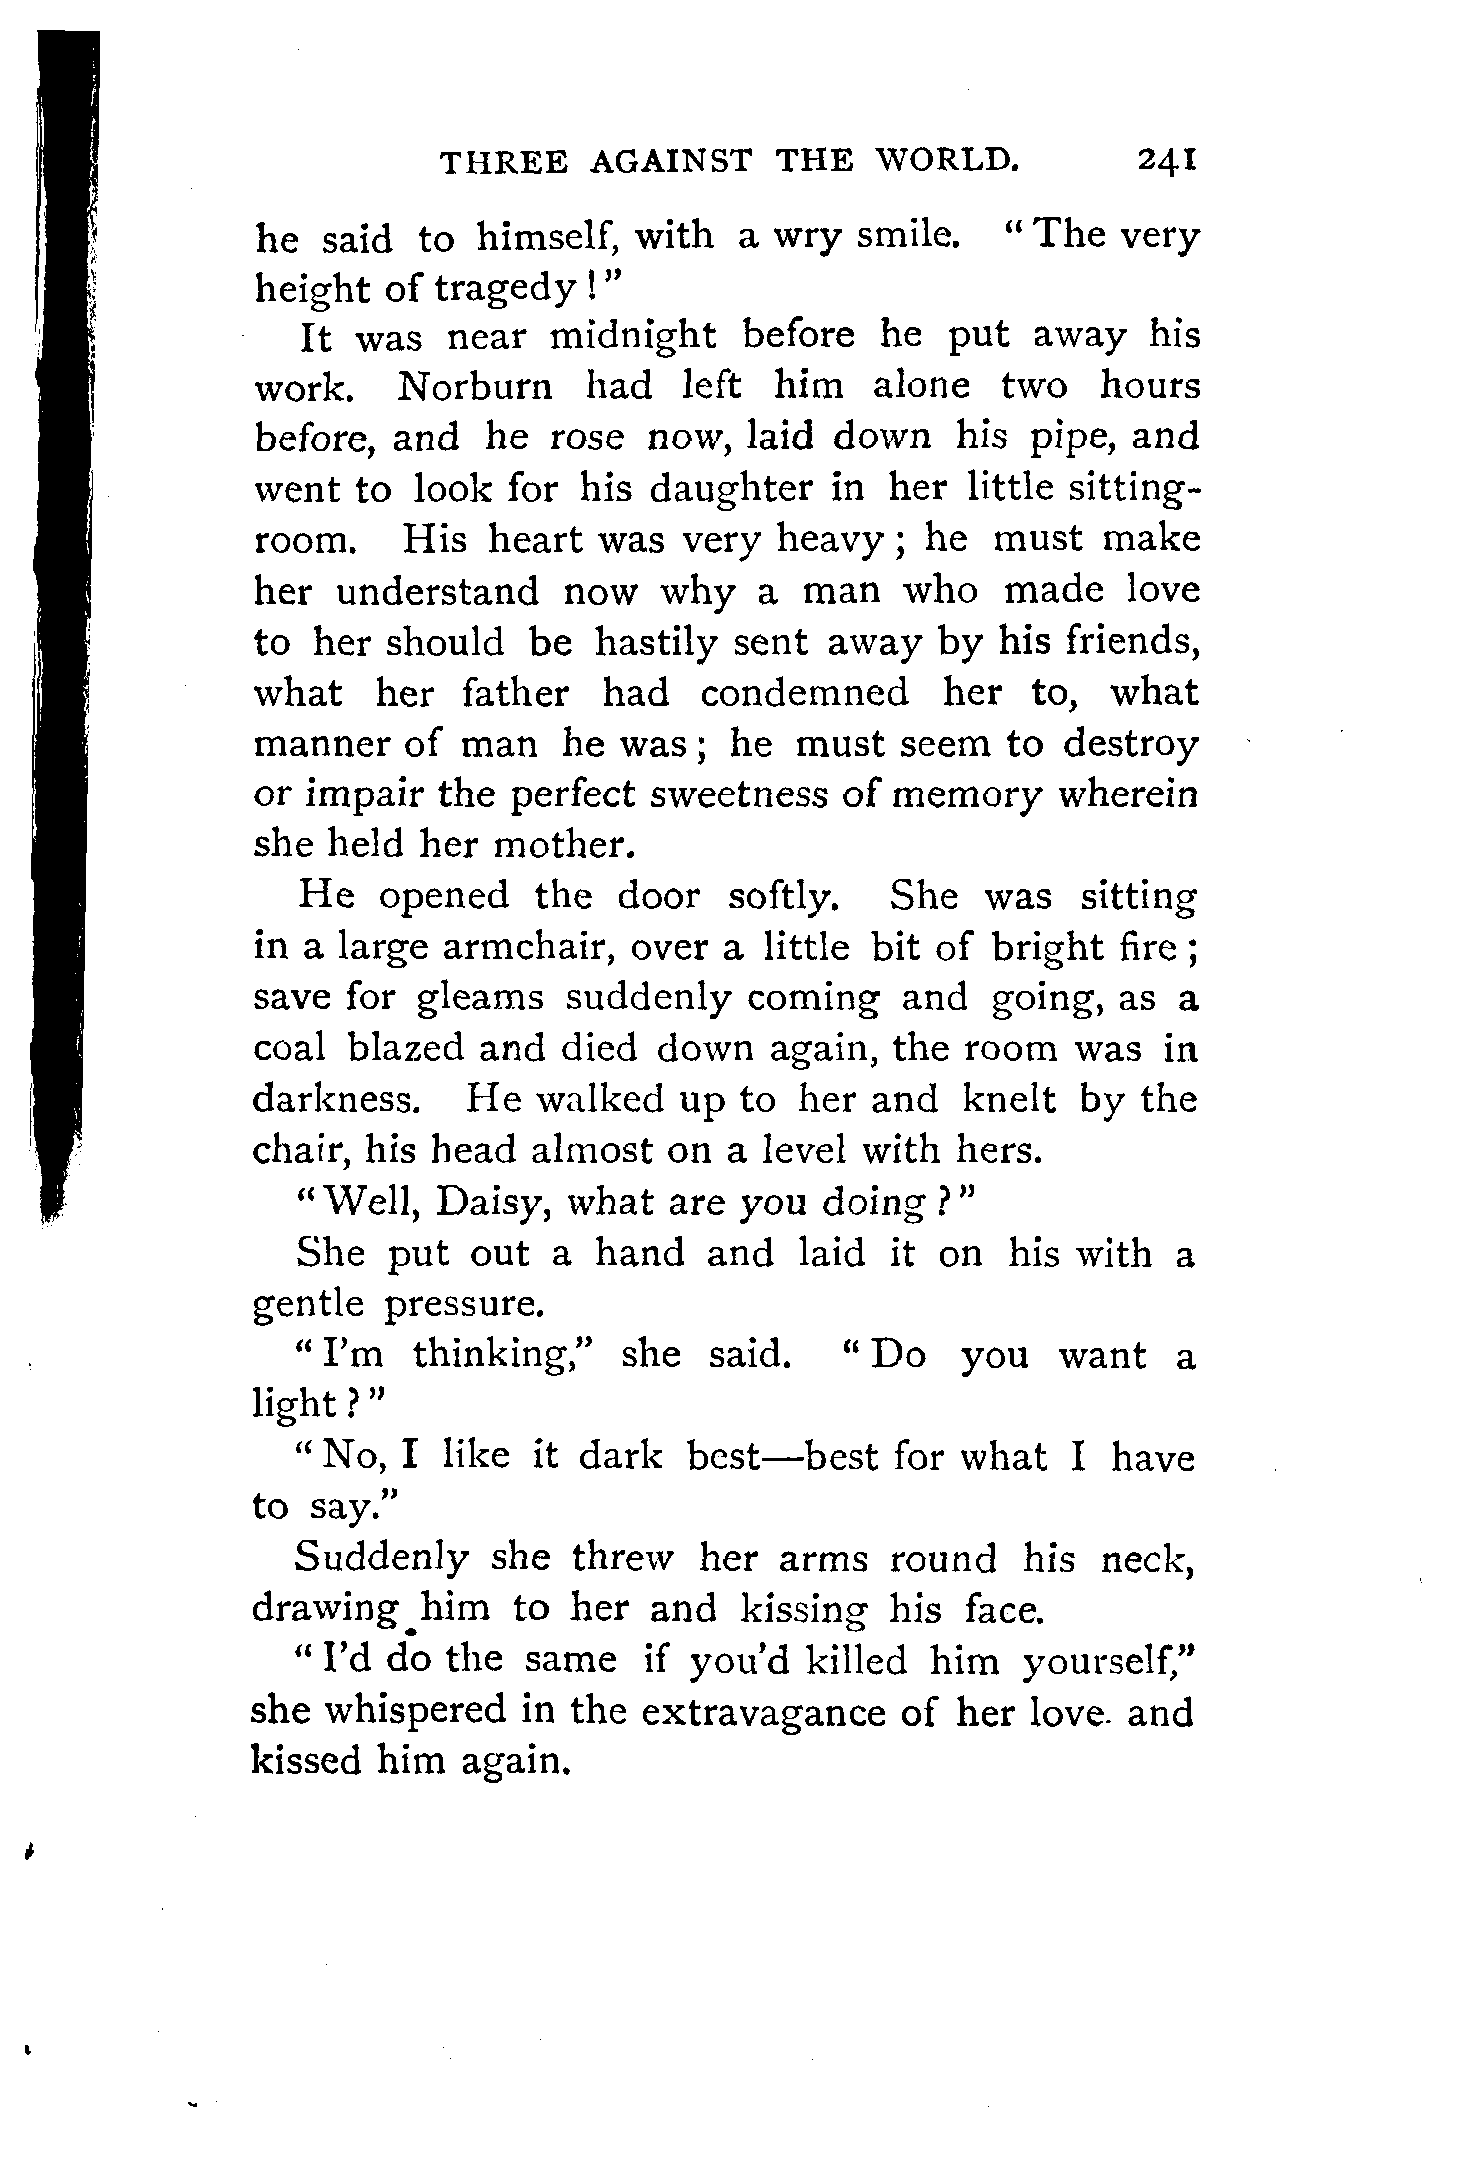 THREE AGAINST THE WORLD. 241
he said to himself, with a wry smile. “The very
height of tragedy!”
It was near midnight before he put away his
work. Norburn had left him alone two hours
before, and he rose now, laid down his pipe, and
went to look for his daughter in her little sitting-
room. His heart was very heavy; he must make
her understand now why a man who made love
to her should be hastily sent away by his friends,
what her father had condemned her to, what
manner of man he was; he must seem to destroy
or impair the perfect sweetness of memory wherein
she held her mother.
He opened the door softly. She was sitting
in a large armchair, over a little bit of bright fire;
save for gleams suddenly coming and going, as a
coal blazed and died down again, the room was in
darkness. He walked up to her and knelt by the
chair, his head almost on a level with hers.
“Well, Daisy, what are you doing?”
She put out a hand and laid it on his with a
gentle pressure.
“I'm thinking,” she said. “Do you want a
light?”
“No, I like it dark best—best for what I have
to say.”
Suddenly she threw her arms round his neck,
drawing him to her and kissing his face.
“I'd do the same if you'd killed him yourself,”
she whispered in the extravagance of her love. and
kissed him again.